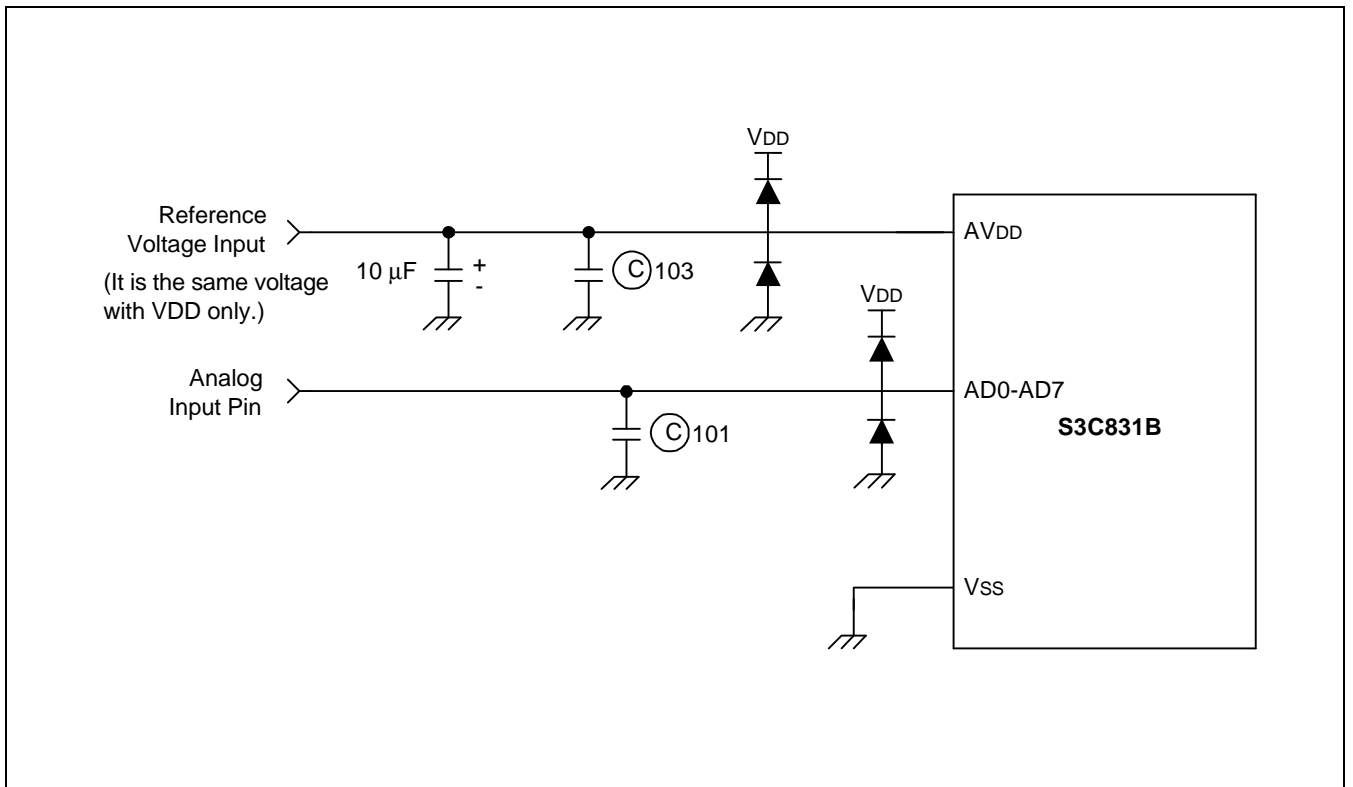 VDD
Reference
Voltage Input
(It is the same voltage
with VDD only.)
10 μF
+
-
C 103
AVDD
VDD
Analog
Input Pin
C 101
AD0-AD7
S3C831B
VSS